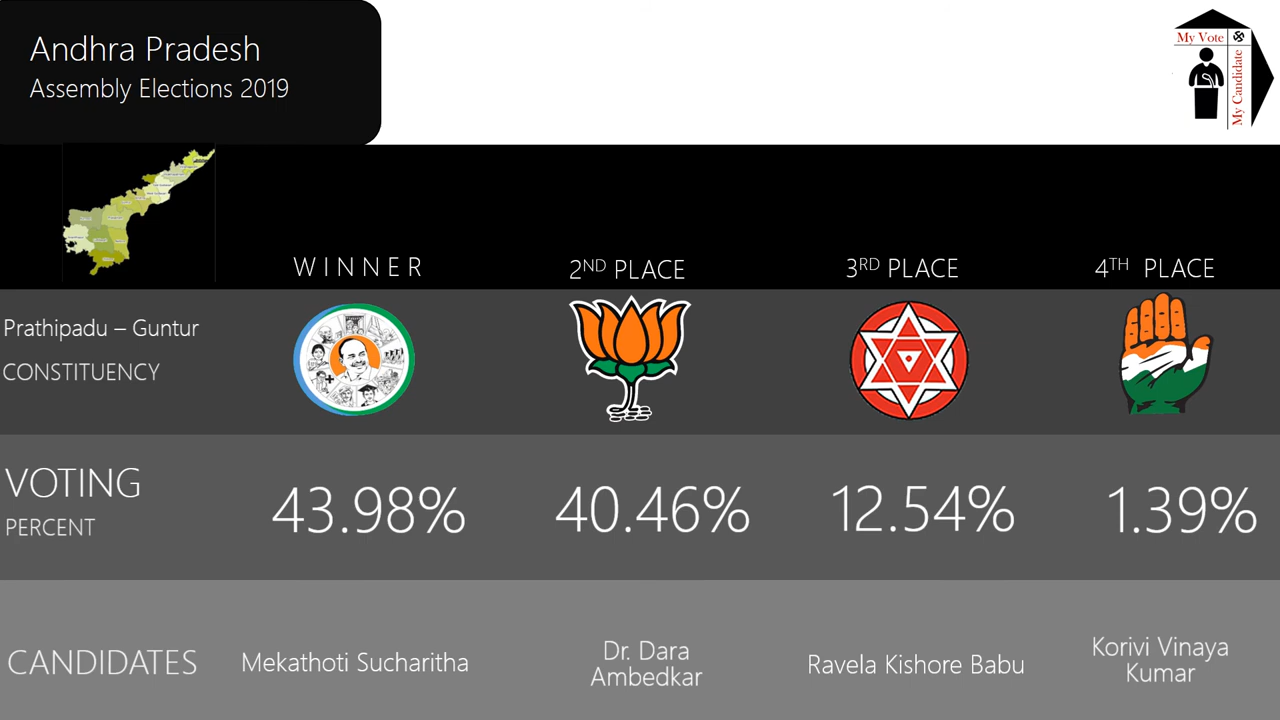 Andhra Pradesh
Assembly Elections 2019
My Vote
My Candidate
WINNER
2ND PLACE
3RD PLACE
4TH PLACE
Prathipadu – Guntur
CONSTITUENCY
VOTING
PERCENT
43.98%
40.46%
12.54%
1.39%
CANDIDATES
Mekathoti Sucharitha
Dr. Dara
Ambedkar
Ravela Kishore Babu
Korivi Vinaya
Kumar